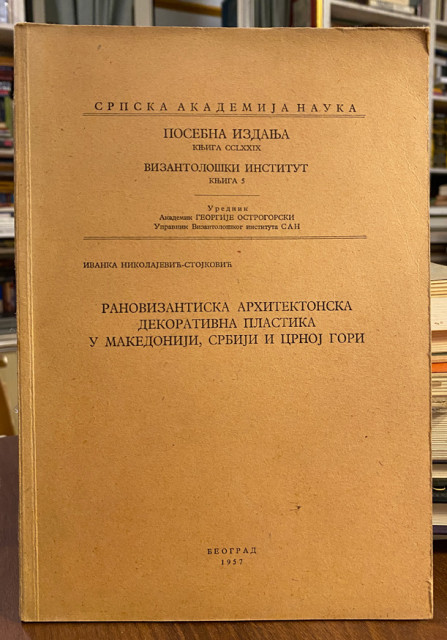 СРПСКА АКАДЕМИЈА НАУКА
ПОСЕБНА ИЗДАЊА
КЊИГА CCLXXIX
ВИЗАНТОЛОШКИ ИНСТИТУТ
КЊИГА 5
Уредник
Академик ГЕОРГИЈЕ ОСТРОГОРСКИ
Управник Византолошког института САН
ИВАНКА НИКОЛАЈЕВИЋ-СТОЈКОВИЋ
РАНОВИЗАНТИСКА АРХИТЕКТОНСКА
ДЕКОРАТИВНА ПЛАСТИКА
У МАКЕДОНИЈИ, СРБИЈИ И ЦРНОЈ ГОРИ
БЕОГРАД
1957